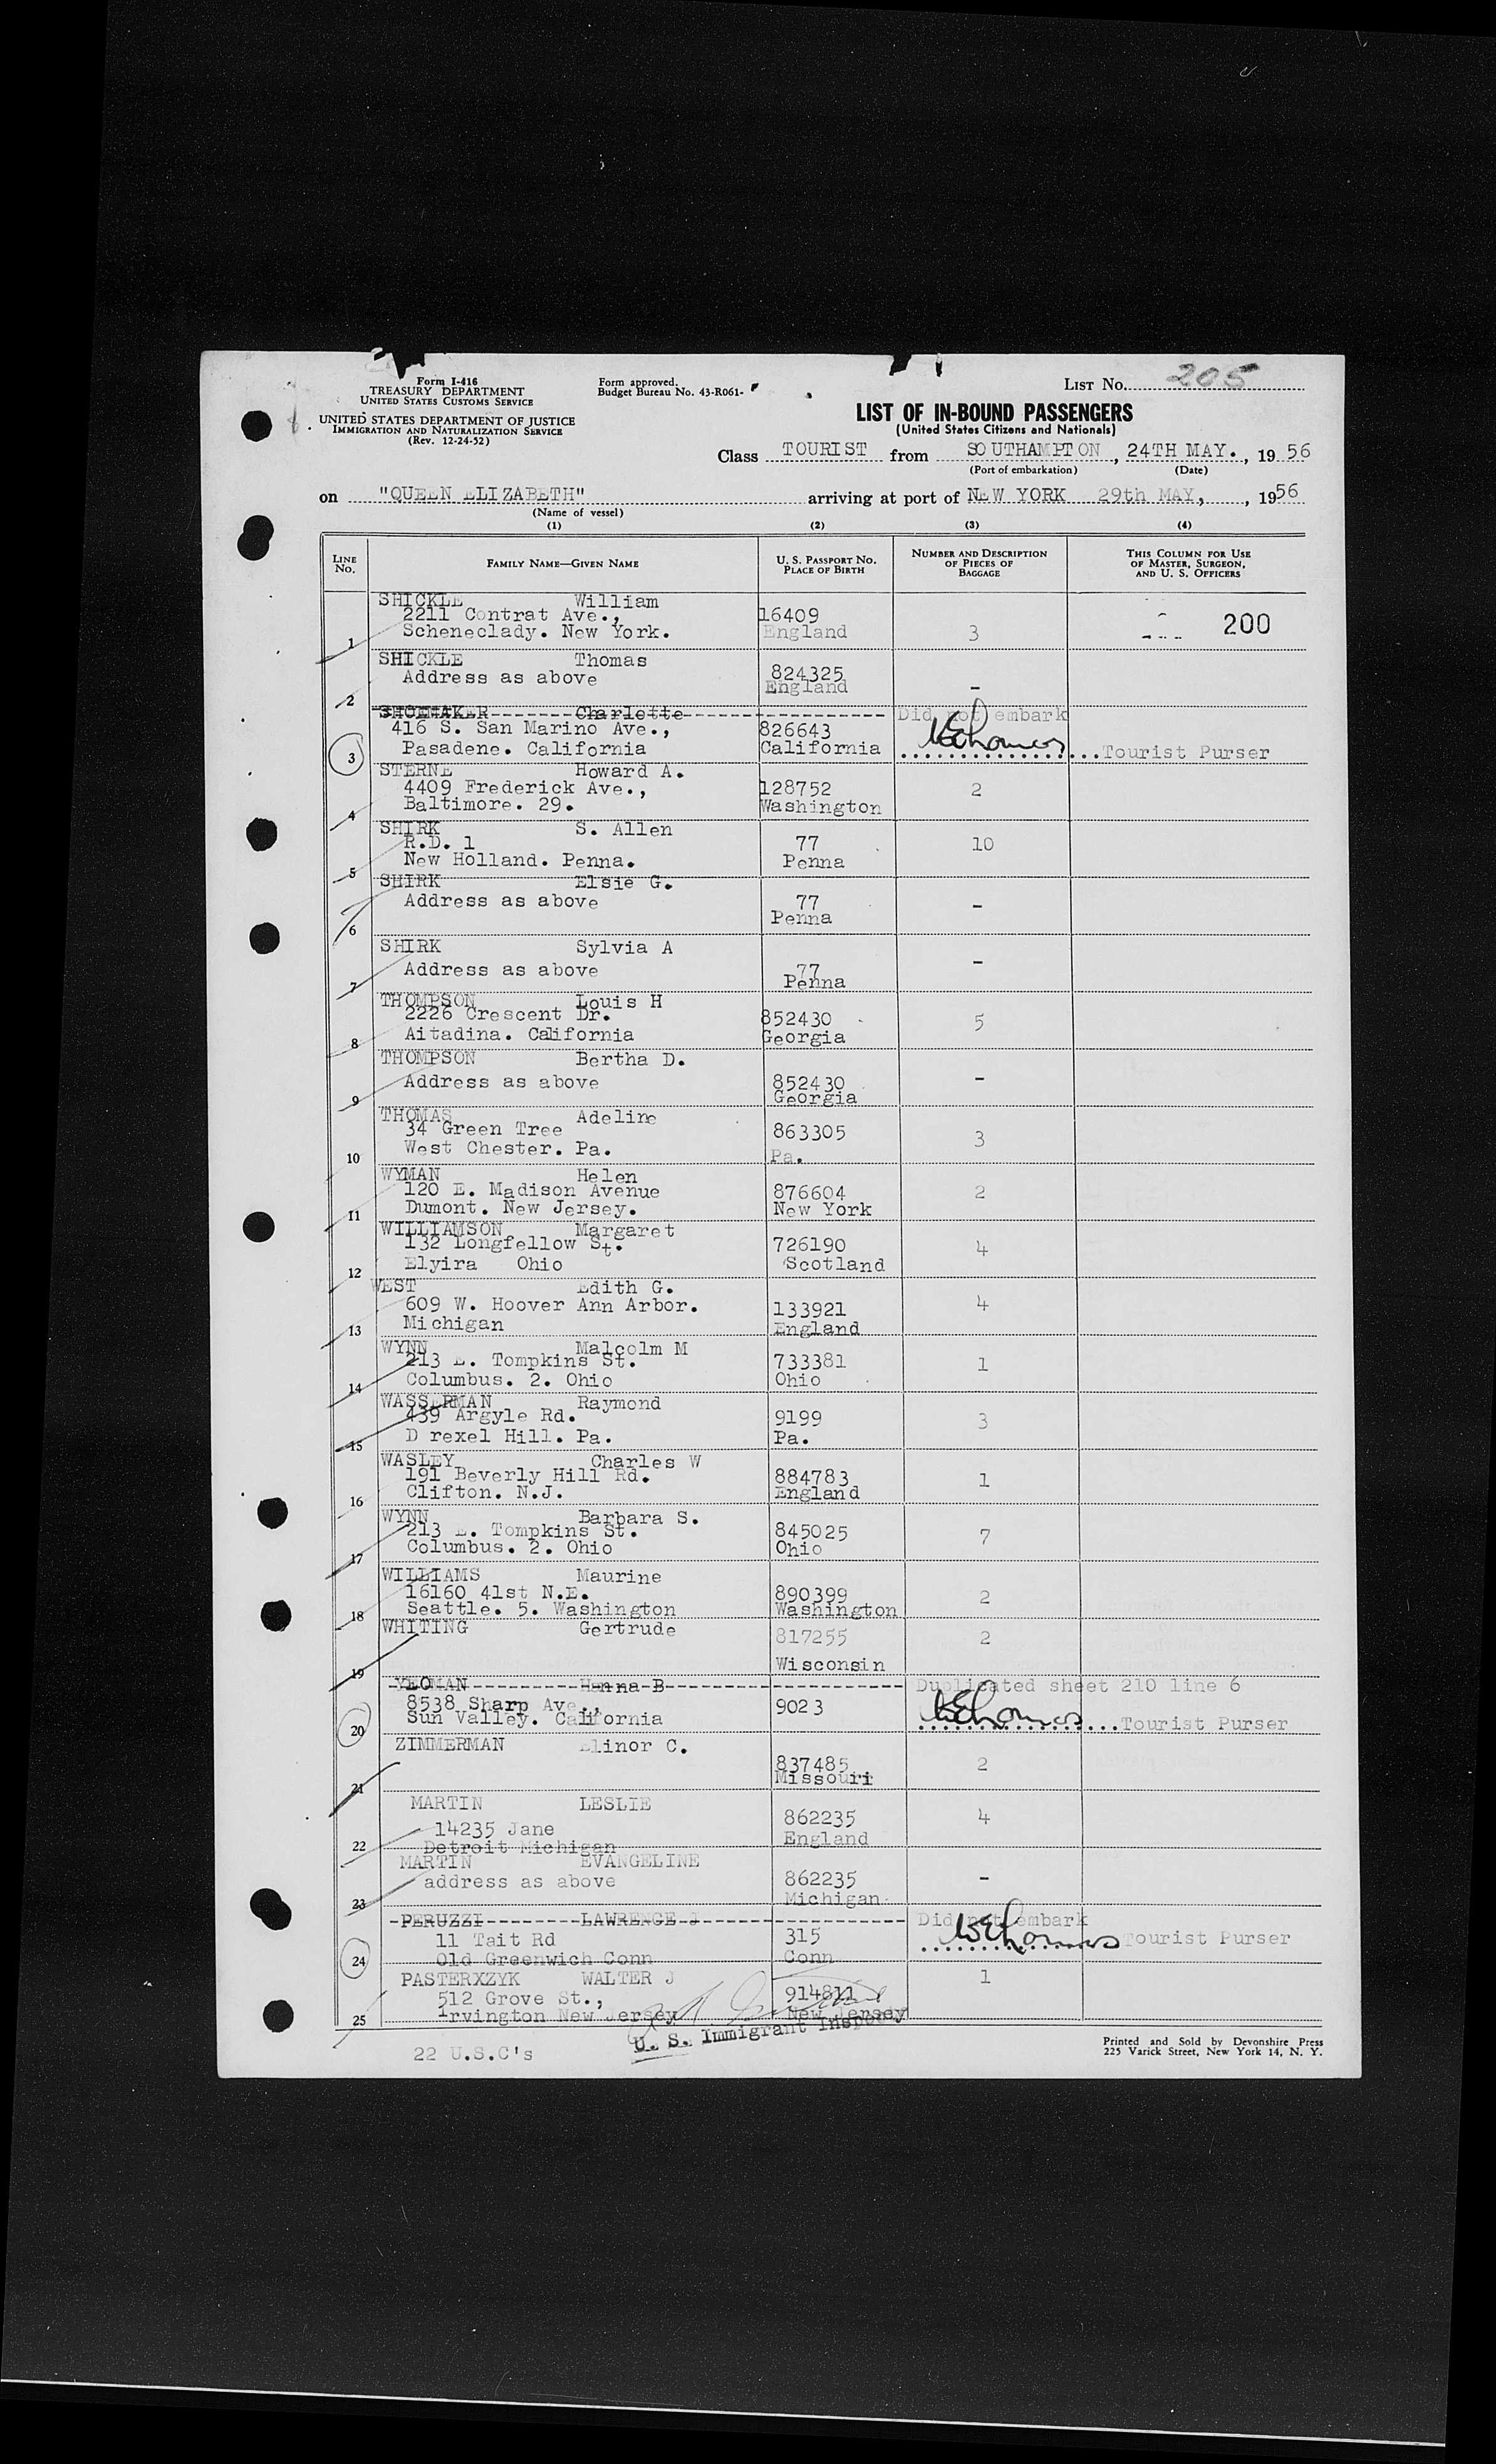 Form I-416
TREASURY DEPARTMENT
UNITED STATES CUSTOMS SERVICE
UNITED STATES DEPARTMENT OF JUSTICE
IMMIGRATION AND NATURALIZATION SERVICE
(Rev. 12-24-52)
Form approved.
Budget Bureau No. 43-R061-
LIST No. 205
LIST OF IN-BOUND PASSENGERS
(United States Citizens and Nationals)
Class TOURIST from SOUTHAMPTON, 24TH MAY., 1956
(Port of embarkation) (Date)
on "QUEEN ELIZABETH" arriving at port of NEW YORK 29th MAY, , 1956
(Name of vessel)
(1) (2) (3) (4)
LINE No. FAMILY NAME—GIVEN NAME U. S. PASSPORT NO. PLACE OF BIRTH NUMBER AND DESCRIPTION OF PIECES OF BAGGAGE THIS COLUMN FOR USE OF MASTER, SURGEON, AND U. S. OFFICERS
SHICKLE William
2211 Contrat Ave., 16409
1 Scheneclady. New York. England 3 200
SHICKLE Thomas
Address as above 824325
2 England -
SHOEMAKER Charlotte Did not embark
416 S. San Marino Ave., 826643
3 Pasadene. California California Tourist Purser
STERNE Howard A.
4409 Frederick Ave., 128752 2
4 Baltimore. 29. Washington
SHIRK S. Allen
R.D. 1 77 10
5 New Holland. Penna. Penna
SHIRK Elsie G.
Address as above 77 -
6 Penna
SHIRK Sylvia A
Address as above 77 -
7 Penna
THOMPSON Louis H
2226 Crescent Dr. 852430 5
8 Aitadina. California Georgia
THOMPSON Bertha D.
Address as above 852430 -
9 Georgia
THOMAS Adeline
34 Green Tree 863305 3
10 West Chester. Pa. Pa.
WYMAN Helen
120 E. Madison Avenue 876604 2
11 Dumont. New Jersey. New York
WILLIAMSON Margaret
132 Longfellow St. 726190 4
12 Elyira Ohio Scotland
WEST Edith G.
609 W. Hoover Ann Arbor. 133921 4
13 Michigan England
WYNN Malcolm M
213 E. Tompkins St. 733381 1
14 Columbus. 2. Ohio Ohio
WASSERMAN Raymond
439 Argyle Rd. 9199 3
15 D rexel Hill. Pa. Pa.
WASLEY Charles W
191 Beverly Hill Rd. 884783 1
16 Clifton. N.J. England
WYNN Barbara S.
213 E. Tompkins St. 845025 7
17 Columbus. 2. Ohio Ohio
WILLIAMS Maurine
16160 41st N.E. 890399 2
18 Seattle. 5. Washington Washington
WHITING Gertrude 817255 2
19 Wisconsin
YEOMAN Hanna B Duplicated sheet 210 line 6
8538 Sharp Ave., 9023
20 Sun Valley. California Tourist Purser
ZIMMERMAN Elinor C.
837485 2
21 Missouri
MARTIN LESLIE
14235 Jane 862235 4
22 Detroit Michigan England
MARTIN EVANGELINE
address as above 862235 -
23 Michigan
PERUZZI LAWRENCE J Did not embark
11 Tait Rd 315
24 Old Greenwich Conn Conn Tourist Purser
PASTERXZYK WALTER J 1
512 Grove St., 914811
25 Irvington New Jersey New Jersey
U. S. Immigrant Inspector
22 U.S.C's
Printed and Sold by Devonshire Press
225 Varick Street, New York 14, N. Y.